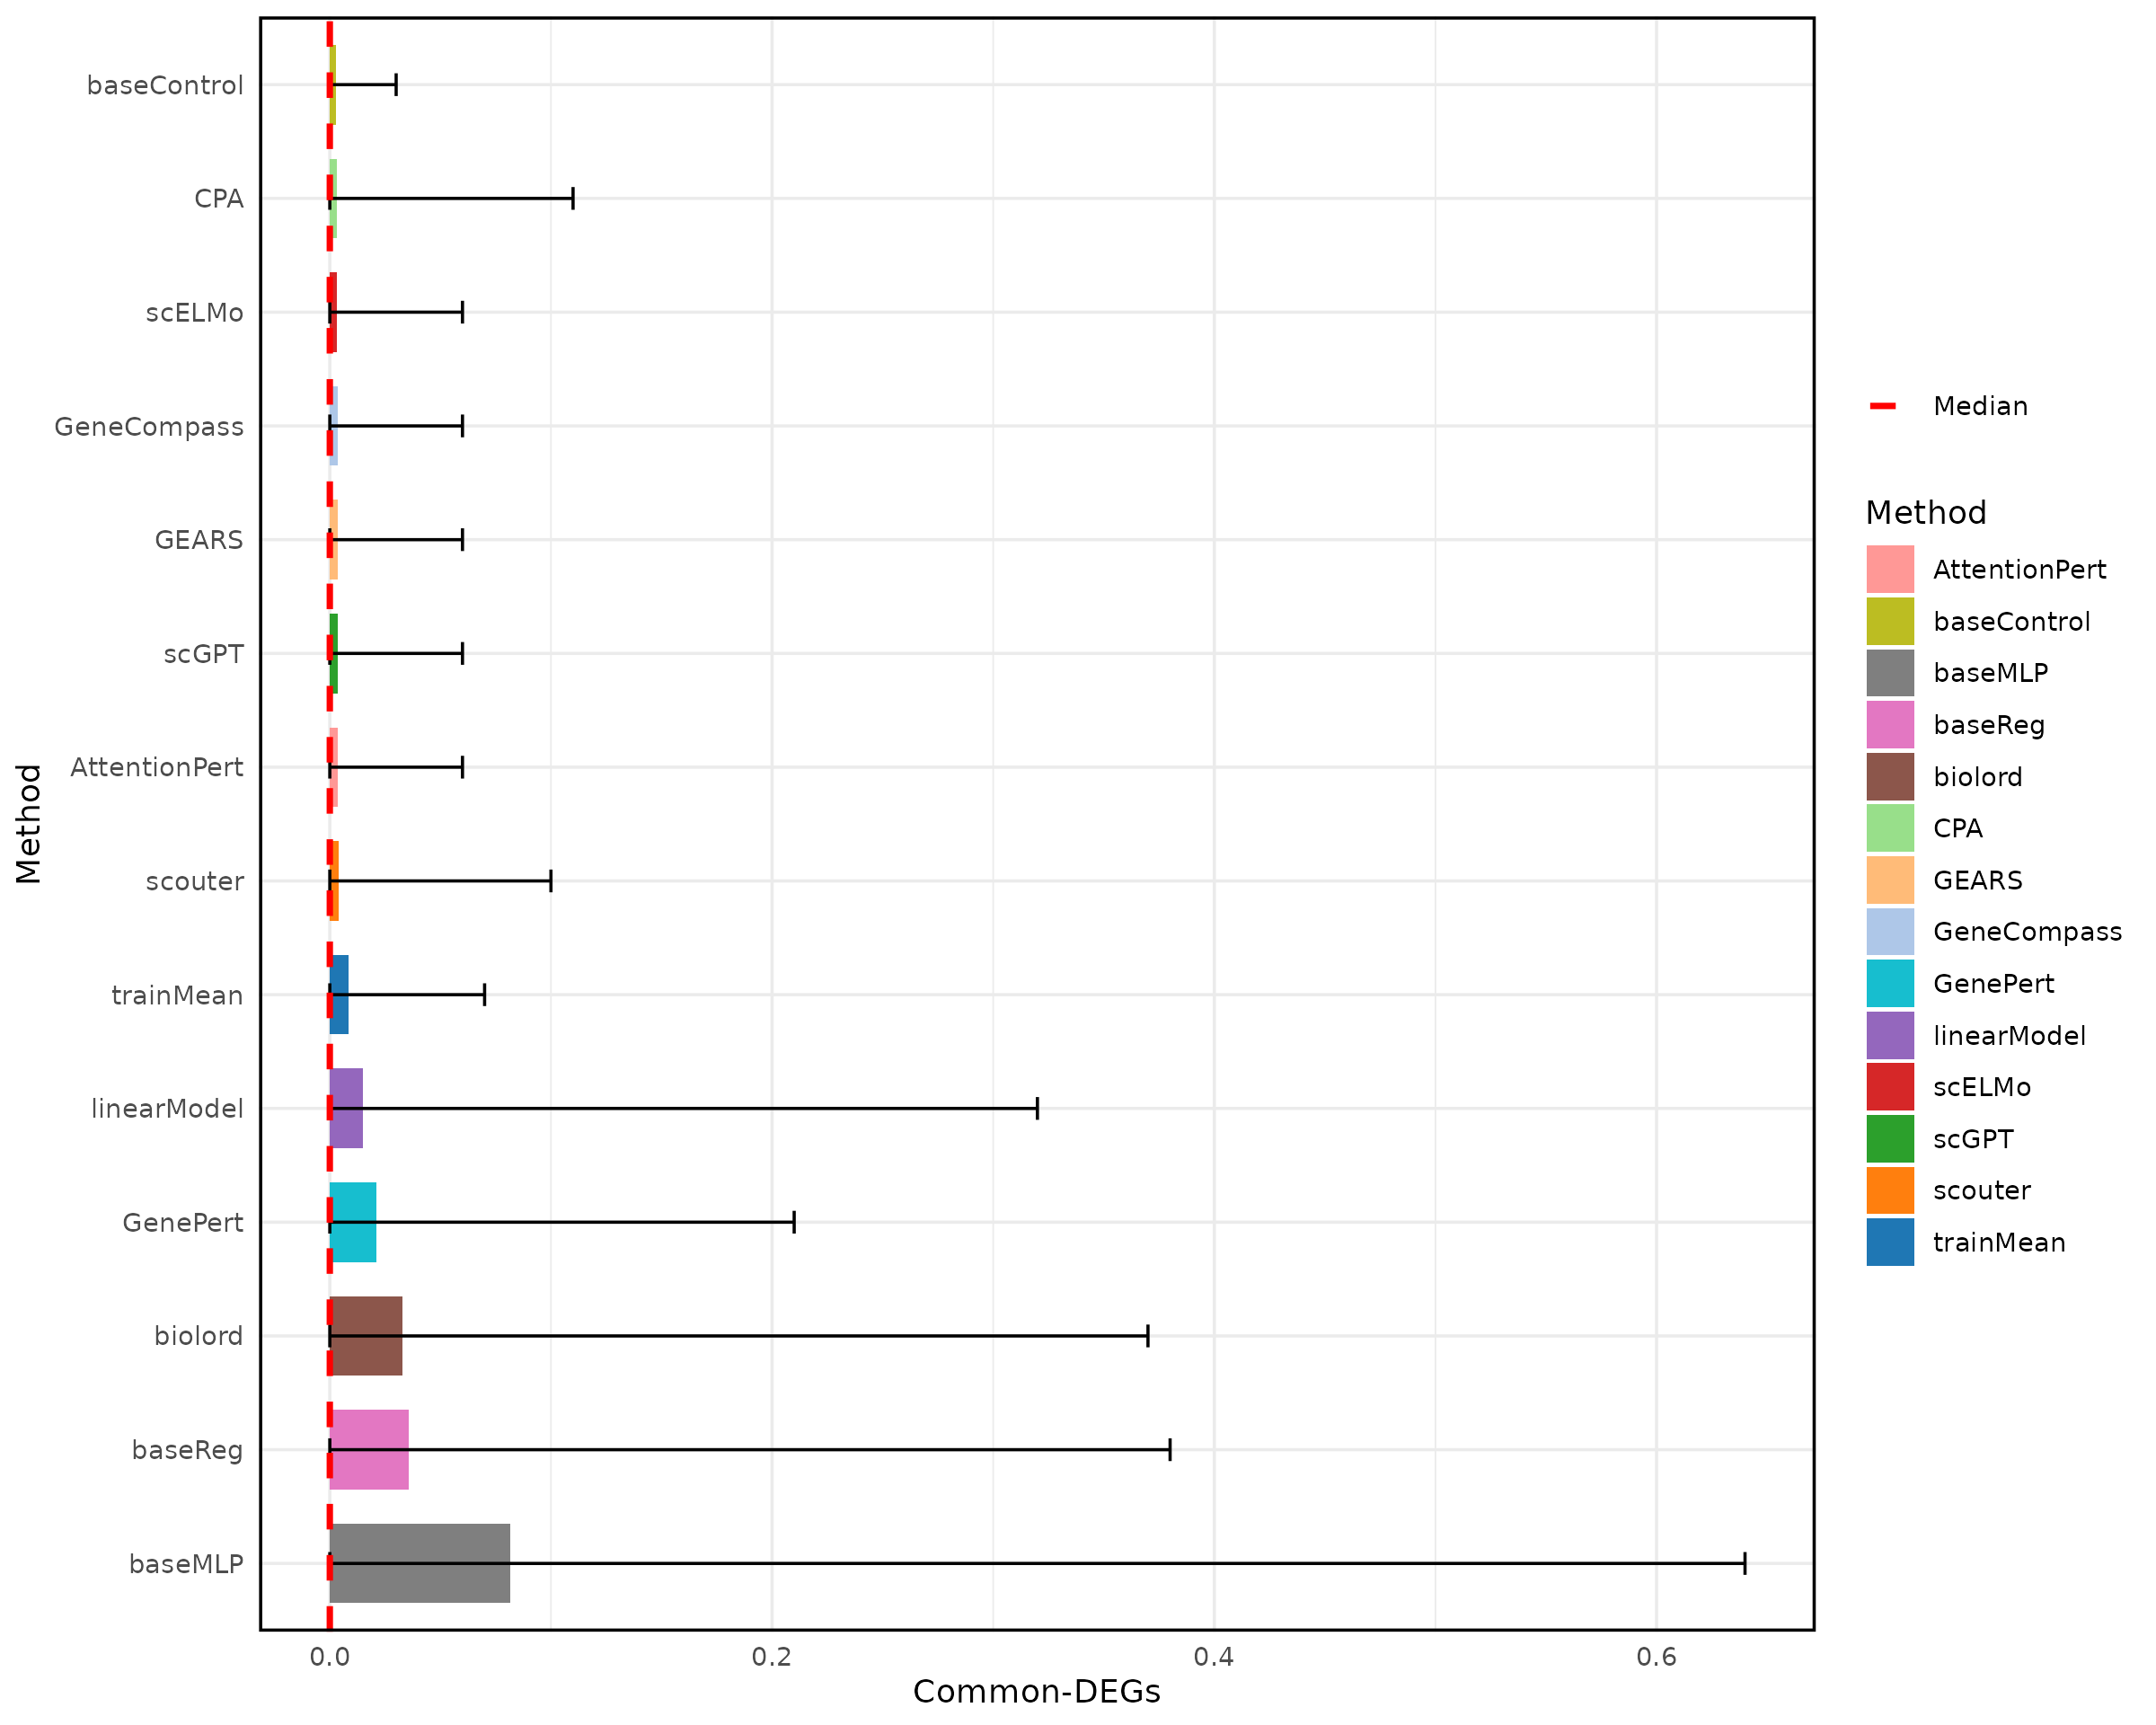 Method
baseControl
CPA
scELMo
GeneCompass
GEARS
scGPT
AttentionPert
scouter
trainMean
linearModel
GenePert
biolord
baseReg
baseMLP
0.0
0.2
0.4
0.6
Common-DEGs
Median
Method
AttentionPert
baseControl
baseMLP
baseReg
biolord
CPA
GEARS
GeneCompass
GenePert
linearModel
scELMo
scGPT
scouter
trainMean